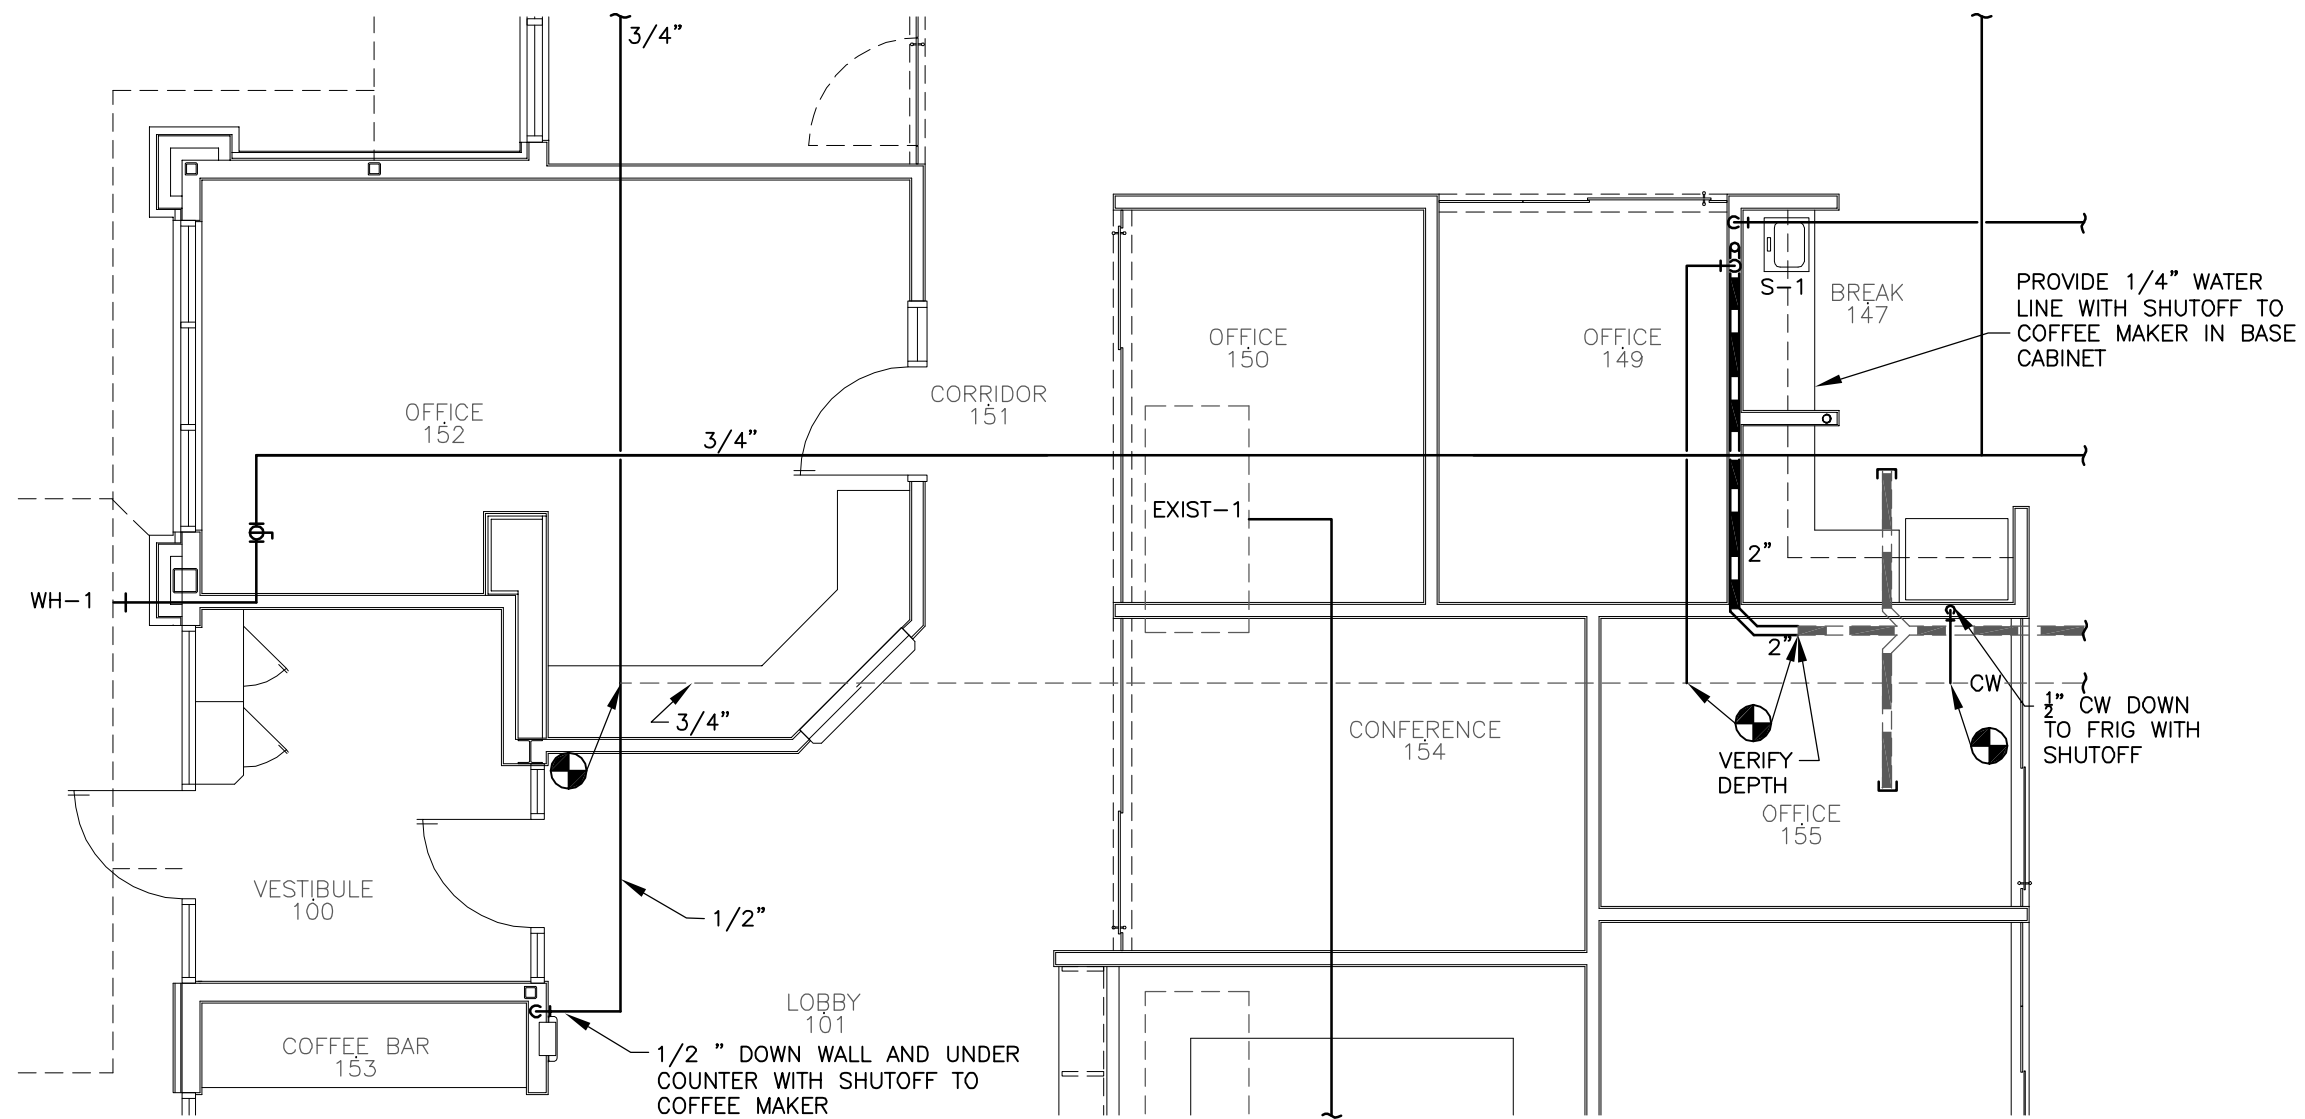 3/4"
BREAK
147
S-1
PROVIDE 1/4" WATER
LINE WITH SHUTOFF TO
COFFEE MAKER IN BASE
CABINET
OFFICE
150
OFFICE
149
CORRIDOR
151
OFFICE
152
3/4"
EXIST-1
2"
WH-1
2"
CW
1/2" CW DOWN
TO FRIG WITH
SHUTOFF
3/4"
CONFERENCE
154
VERIFY
DEPTH
OFFICE
155
VESTIBULE
100
1/2"
LOBBY
101
COFFEE BAR
153
1/2 " DOWN WALL AND UNDER
COUNTER WITH SHUTOFF TO
COFFEE MAKER